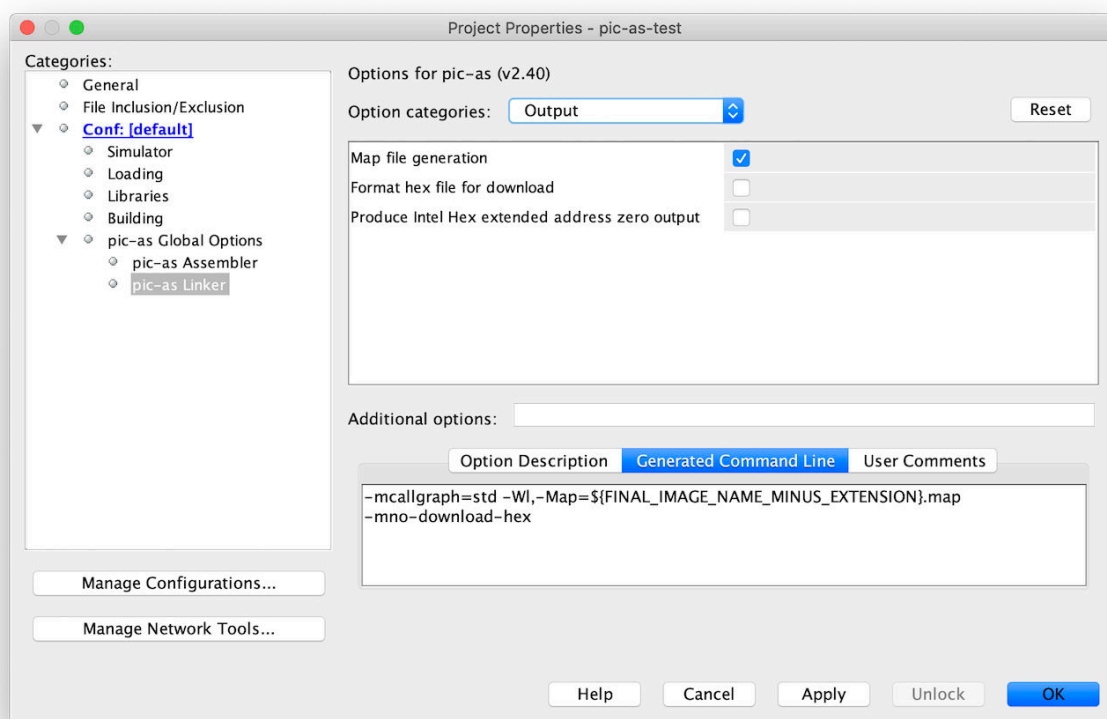 Project Properties - pic-as-test
Categories:
General
File Inclusion/Exclusion
Conf: [default]
Simulator
Loading
Libraries
Building
pic-as Global Options
pic-as Assembler
pic-as Linker
Manage Configurations...
Manage Network Tools...
Options for pic-as (v2.40)
Option categories: Output Reset
Map file generation
Format hex file for download
Produce Intel Hex extended address zero output
Additional options:
Option Description Generated Command Line User Comments
-mcallgraph=std -Wl,-Map=${FINAL_IMAGE_NAME_MINUS_EXTENSION}.map
-mno-download-hex
Help Cancel Apply Unlock OK